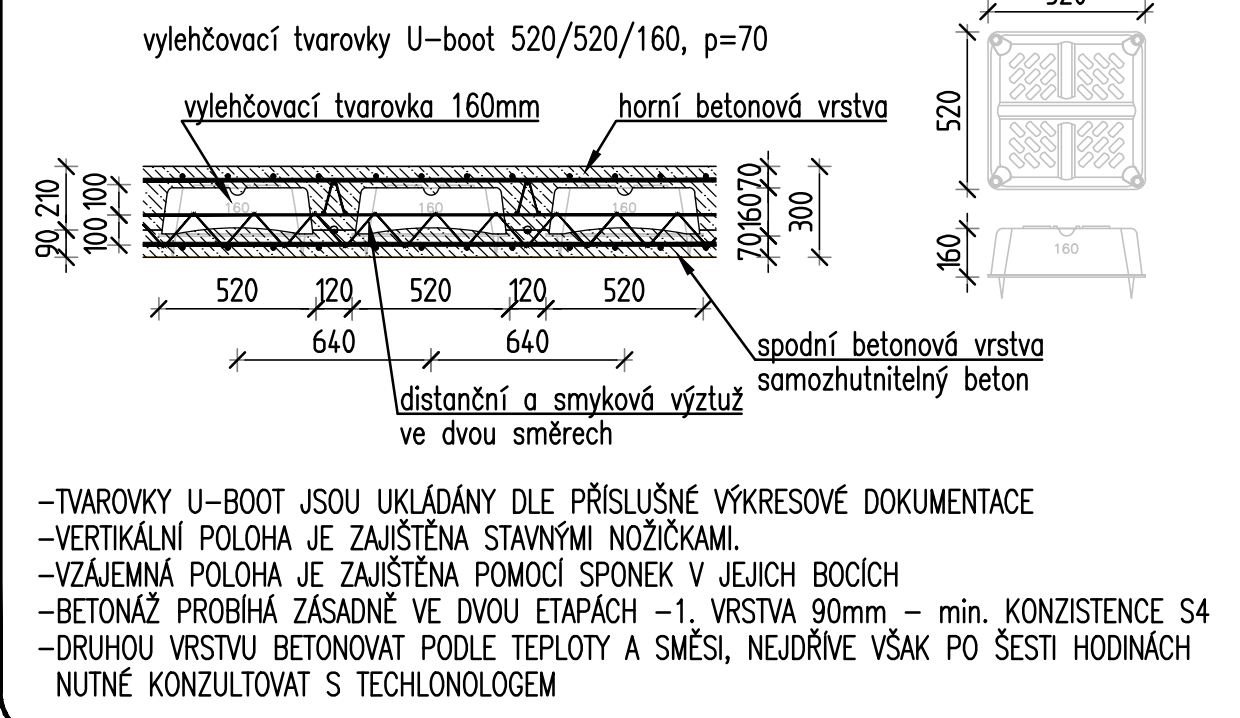 520
vylehčovací tvarovky U-boot 520/520/160, p=70
vylehčovací tvarovka 160mm
horní betonová vrstva
90 210
100 100
160
160
160
70 160 70
300
520 120 520 120 520
640 640
520
160
160
spodní betonová vrstva
samozhutnitelný beton
distanční a smyková výztuž
ve dvou směrech
-TVAROVKY U-BOOT JSOU UKLÁDÁNY DLE PŘÍSLUŠNÉ VÝKRESOVÉ DOKUMENTACE
-VERTIKÁLNÍ POLOHA JE ZAJIŠTĚNA STAVNÝMI NOŽIČKAMI.
-VZÁJEMNÁ POLOHA JE ZAJIŠTĚNA POMOCÍ SPONEK V JEJICH BOCÍCH
-BETONÁŽ PROBÍHÁ ZÁSADNĚ VE DVOU ETAPÁCH -1. VRSTVA 90mm - min. KONZISTENCE S4
-DRUHOU VRSTVU BETONOVAT PODLE TEPLOTY A SMĚSI, NEJDŘÍVE VŠAK PO ŠESTI HODINÁCH
NUTNÉ KONZULTOVAT S TECHLONOLOGEM